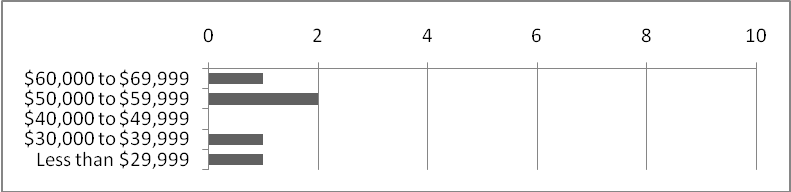 0 2 4 6 8 10
$60,000 to $69,999
$50,000 to $59,999
$40,000 to $49,999
$30,000 to $39,999
Less than $29,999